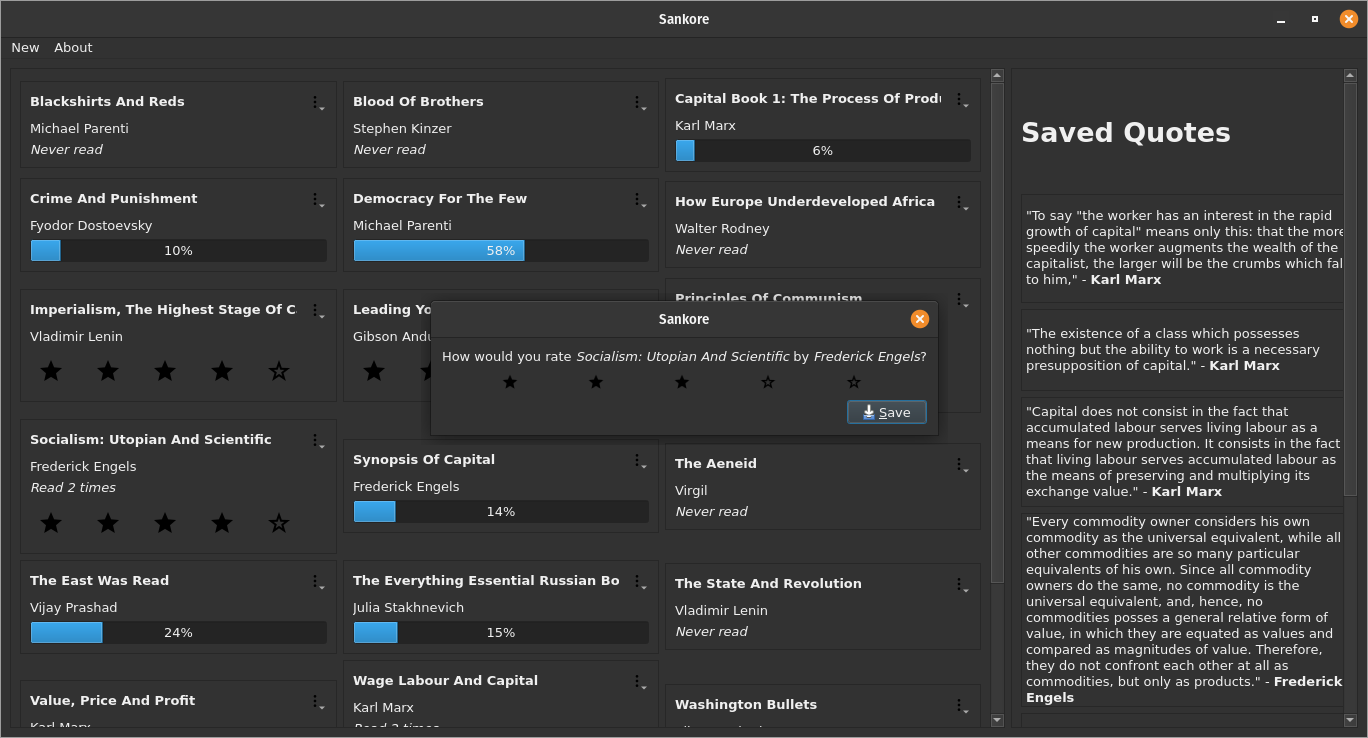 Sankore
New About
Blackshirts And Reds
Michael Parenti
Never read
Blood Of Brothers
Stephen Kinzer
Never read
Capital Book 1: The Process Of
Karl Marx
6%
Crime And Punishment
Fyodor Dostoevsky
10%
Democracy For The Few
Michael Parenti
58%
How Europe Underdeveloped Africa
Walter Rodney
Never read
Imperialism, The Highest Stage Of C
Vladimir Lenin
Leading Yo
Gibson
Principles Of Communism
Sankore
How would you rate Socialism: Utopian And Scientific by Frederick Engels?
Save
Socialism: Utopian And Scientific
Frederick Engels
Read 2 times
Synopsis Of Capital
Frederick Engels
14%
The Aeneid
Virgil
Never read
The East Was Read
Vijay Prashad
24%
The Everything Essential Russian Bo
Julia Stakhnevich
15%
The State And Revolution
Vladimir Lenin
Never read
Value, Price And Profit
Karl Marx
Wage Labour And Capital
Karl Marx
Washington Bullets
Saved Quotes
"To say "the worker has an interest in the rapid
growth of capital" means only this: that the more
speedily the worker augments the wealth of the
capitalist, the larger will be the crumbs which fal
to him," - Karl Marx
"The existence of a class which possesses
nothing but the ability to work is a necessary
presupposition of capital." - Karl Marx
"Capital does not consist in the fact that
accumulated labour serves living labour as a
means for new production. It consists in the fact
that living labour serves accumulated labour as
the means of preserving and multiplying its
exchange value." - Karl Marx
"Every commodity owner considers his own
commodity as the universal equivalent, while all
other commodities are so many particular
equivalents of his own. Since all commodity
owners do the same, no commodity is the
universal equivalent, and, hence, no
commodities posses a general relative form of
value, in which they are equated as values and
compared as magnitudes of value. Therefore,
they do not confront each other at all as
commodities, but only as products." - Frederick
Engels